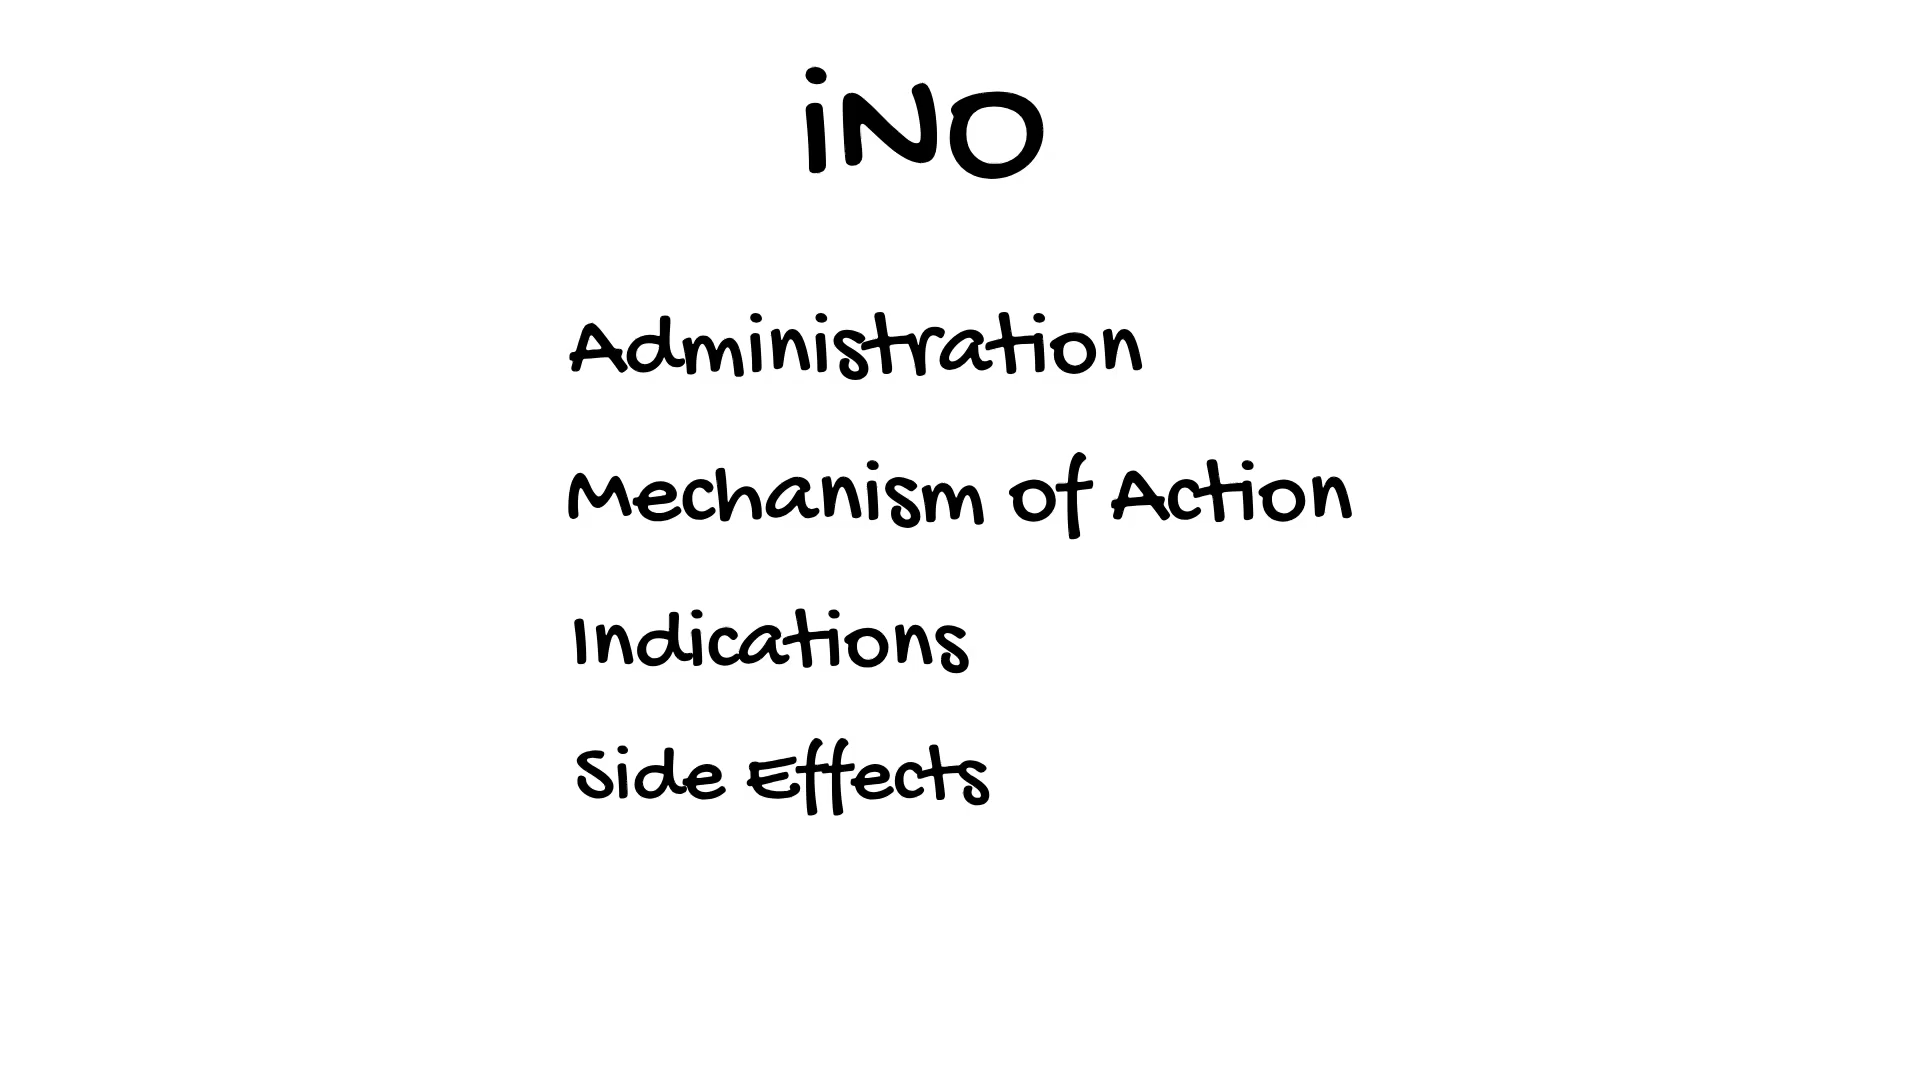 iNO
Administration
Mechanism of Action
Indications
Side Effects